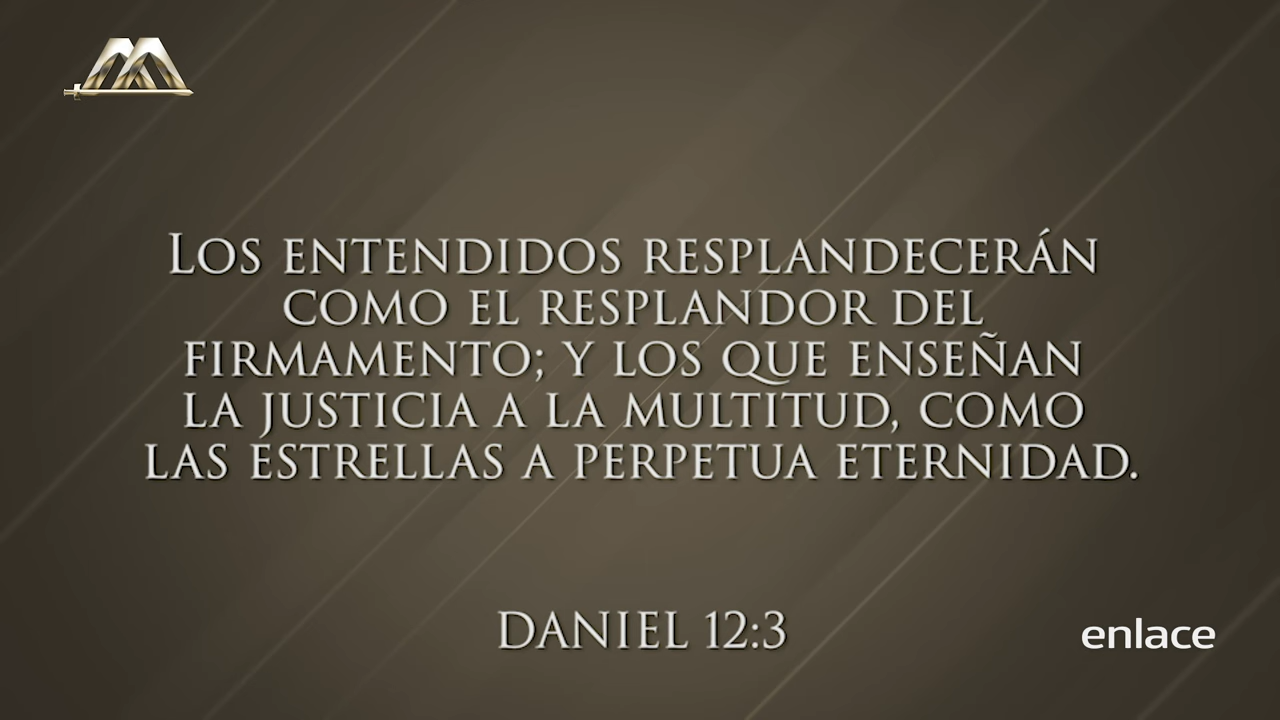 Los entendidos resplandecerán
como el resplandor del
firmamento; y los que enseñan
la justicia a la multitud, como
las estrellas a perpetua eternidad.
DANIEL 12:3
enlace